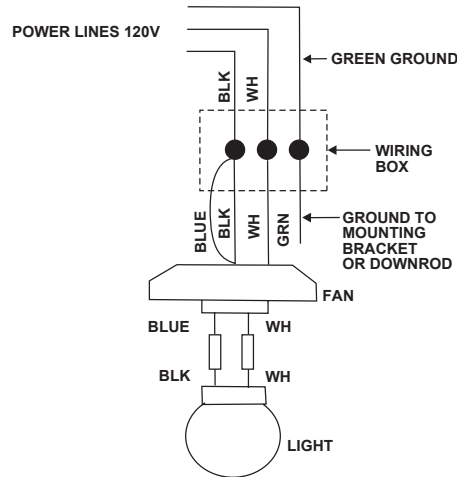 POWER LINES 120V
GREEN GROUND
BLK
WH
WIRING
BOX
BLUE
BLK
WH
GRN
GROUND TO
MOUNTING
BRACKET
OR DOWNROD
FAN
BLUE
WH
BLK
WH
LIGHT